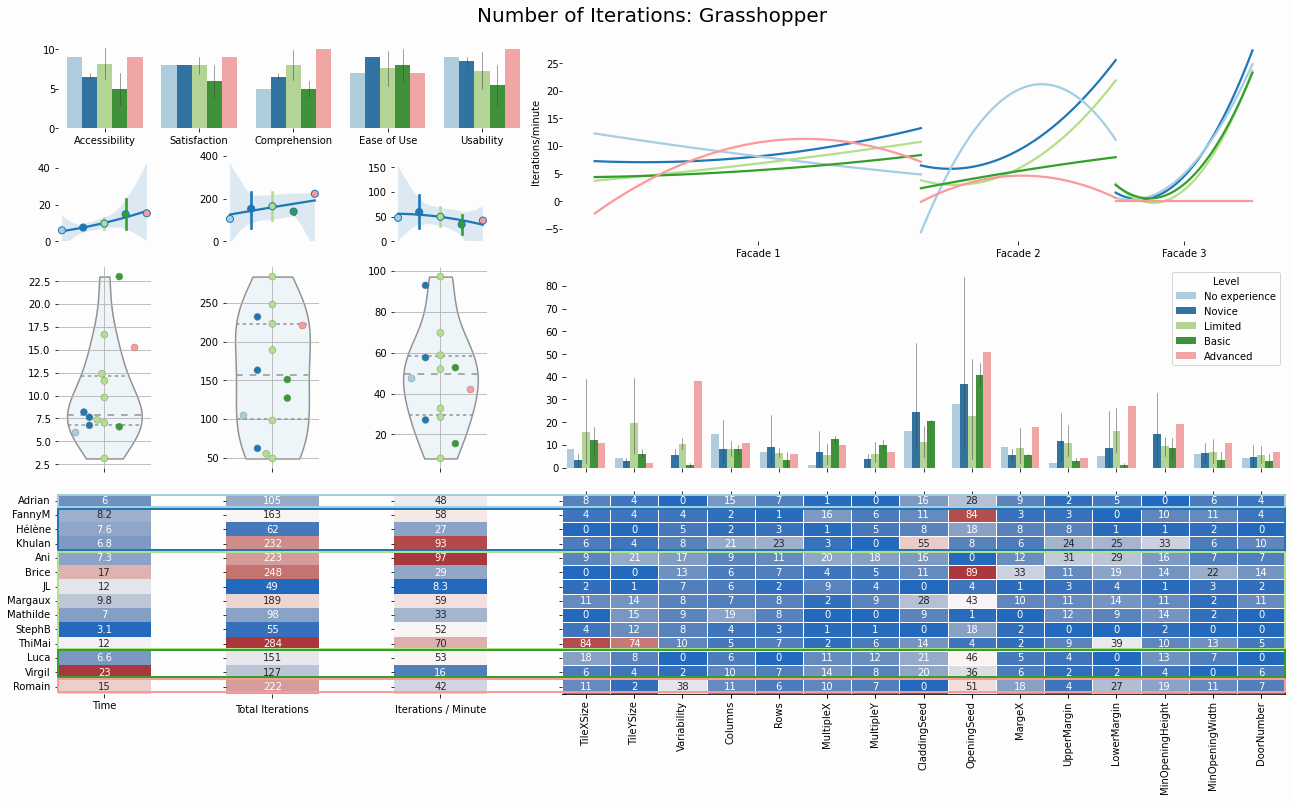 Number of Iterations: Grasshopper
10
5
0
Accessibility Satisfaction Comprehension Ease of Use Usability
40
20
0
400
200
0
150
100
50
0
Iterations/minute
25
20
15
10
5
0
−5
Facade 1 Facade 2 Facade 3
22.5
20.0
17.5
15.0
12.5
10.0
7.5
5.0
2.5
250
200
150
100
50
100
80
60
40
20
80
70
60
50
40
30
20
10
0
Level
No experience
Novice
Limited
Basic
Advanced
Adrian 6 105 48 8 4 0 15 7 1 0 16 28 9 2 5 0 6 4
FannyM 8.2 163 58 4 4 4 2 1 16 6 11 84 3 3 0 10 11 4
Hélène 7.6 62 27 0 0 5 2 3 1 5 8 18 8 8 1 1 2 0
Khulan 6.8 232 93 6 4 8 21 23 3 0 55 8 6 24 25 33 6 10
Ani 7.3 223 97 9 21 17 9 11 20 18 16 0 12 31 29 16 7 7
Brice 17 248 29 0 0 13 6 7 4 5 11 89 33 11 19 14 22 14
JL 12 49 8.3 2 1 7 6 2 9 4 0 4 1 3 4 1 3 2
Margaux 9.8 189 59 11 14 8 7 8 2 9 28 43 10 11 14 11 2 11
Mathilde 7 98 33 0 15 9 19 8 0 0 9 1 0 12 9 14 2 0
StephB 3.1 55 52 4 12 8 4 3 1 1 0 18 2 0 0 2 0 0
ThiMai 12 284 70 84 74 10 5 7 2 6 14 4 2 9 39 10 13 5
Luca 6.6 151 53 18 8 0 6 0 11 12 21 46 5 4 0 13 7 0
Virgil 23 127 16 6 4 2 10 7 14 8 20 36 6 2 2 4 0 6
Romain 15 222 42 11 2 38 11 6 10 7 0 51 18 4 27 19 11 7
Time Total Iterations Iterations / Minute
TileXSize TileYSize Variability Columns Rows MultipleX MultipleY CladdingSeed OpeningSeed MargeX UpperMargin LowerMargin MinOpeningHeight MinOpeningWidth DoorNumber